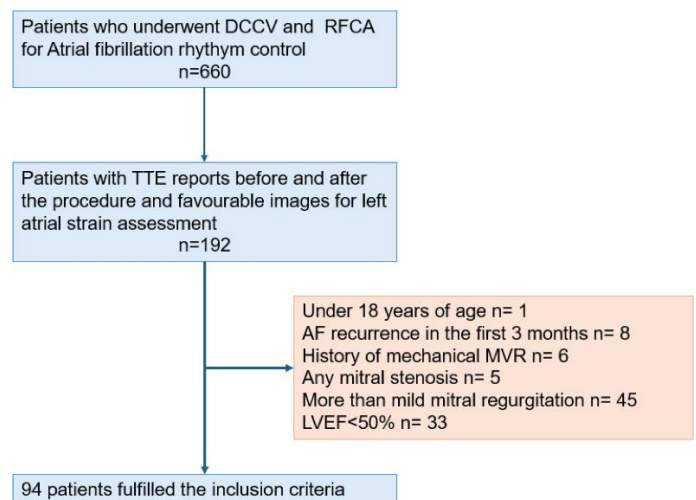 Patients who underwent DCCV and RFCA
for Atrial fibrillation rhythym control
n=660
Patients with TTE reports before and after
the procedure and favourable images for left
atrial strain assessment
n=192
Under 18 years of age n= 1
AF recurrence in the first 3 months n= 8
History of mechanical MVR n= 6
Any mitral stenosis n= 5
More than mild mitral regurgitation n= 45
LVEF<50% n= 33
94 patients fulfilled the inclusion criteria